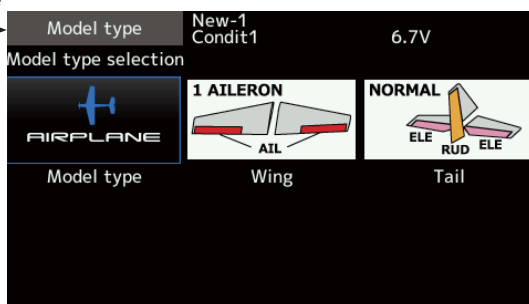 Model type
New-1
Condit1
6.7V
Model type selection
AIRPLANE
1 AILERON
AIL
NORMAL
ELE
RUD
ELE
Model type
Wing
Tail